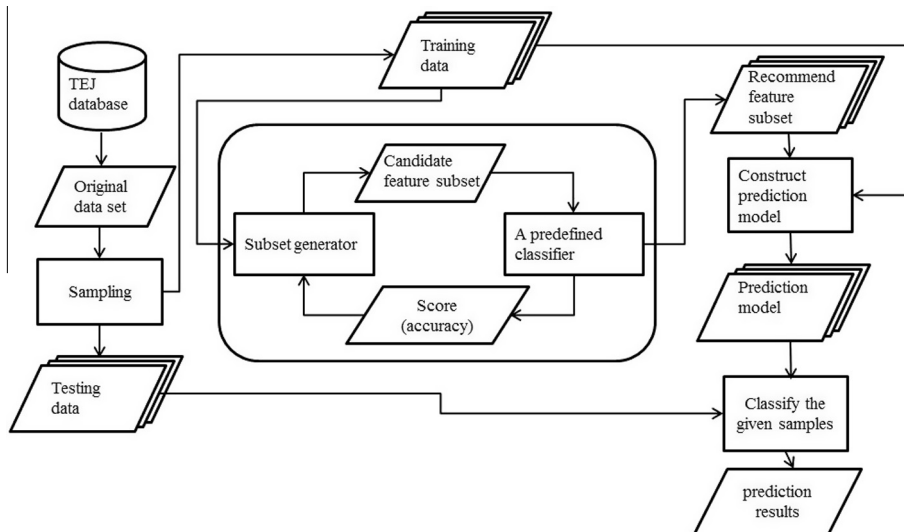 TEJ
database
Original
data set
Sampling
Testing
data
Training
data
Candidate
feature subset
Subset generator
A predefined
classifier
Score
(accuracy)
Recommend
feature
subset
Construct
prediction
model
Prediction
model
Classify the
given samples
prediction
results